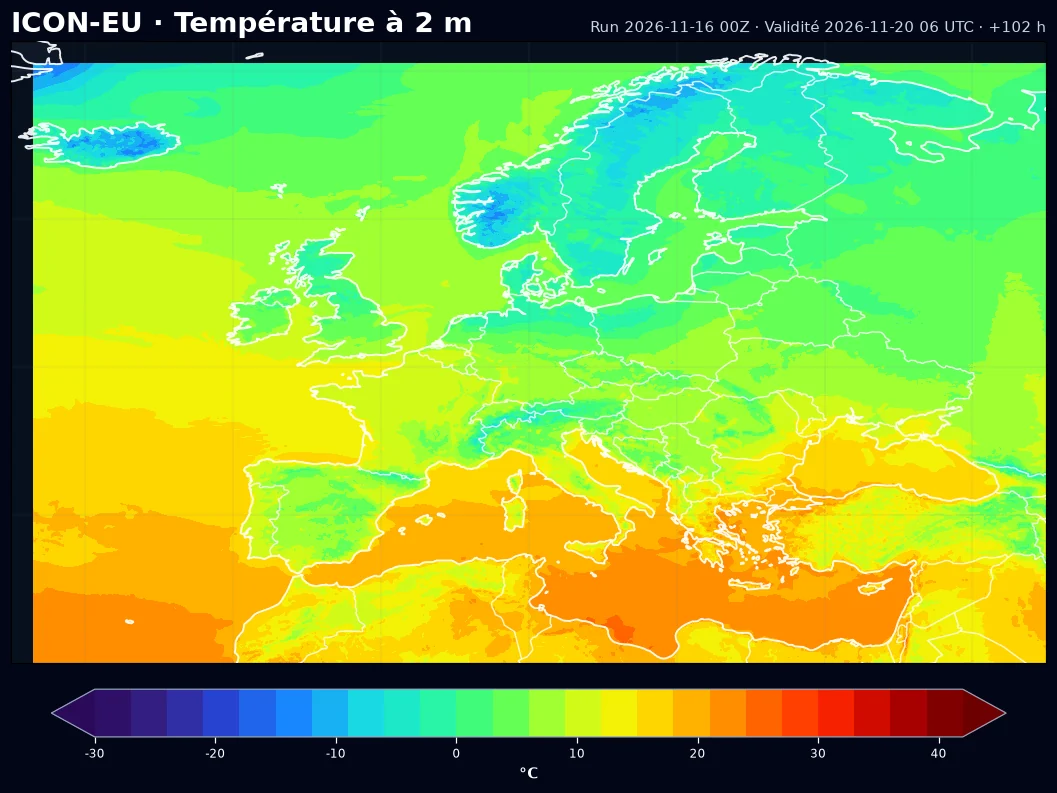 ICON-EU · Température à 2 m
Run 2026-11-16 00Z · Validité 2026-11-20 06 UTC · +102 h
-30 -20 -10 0 10 20 30 40
°C